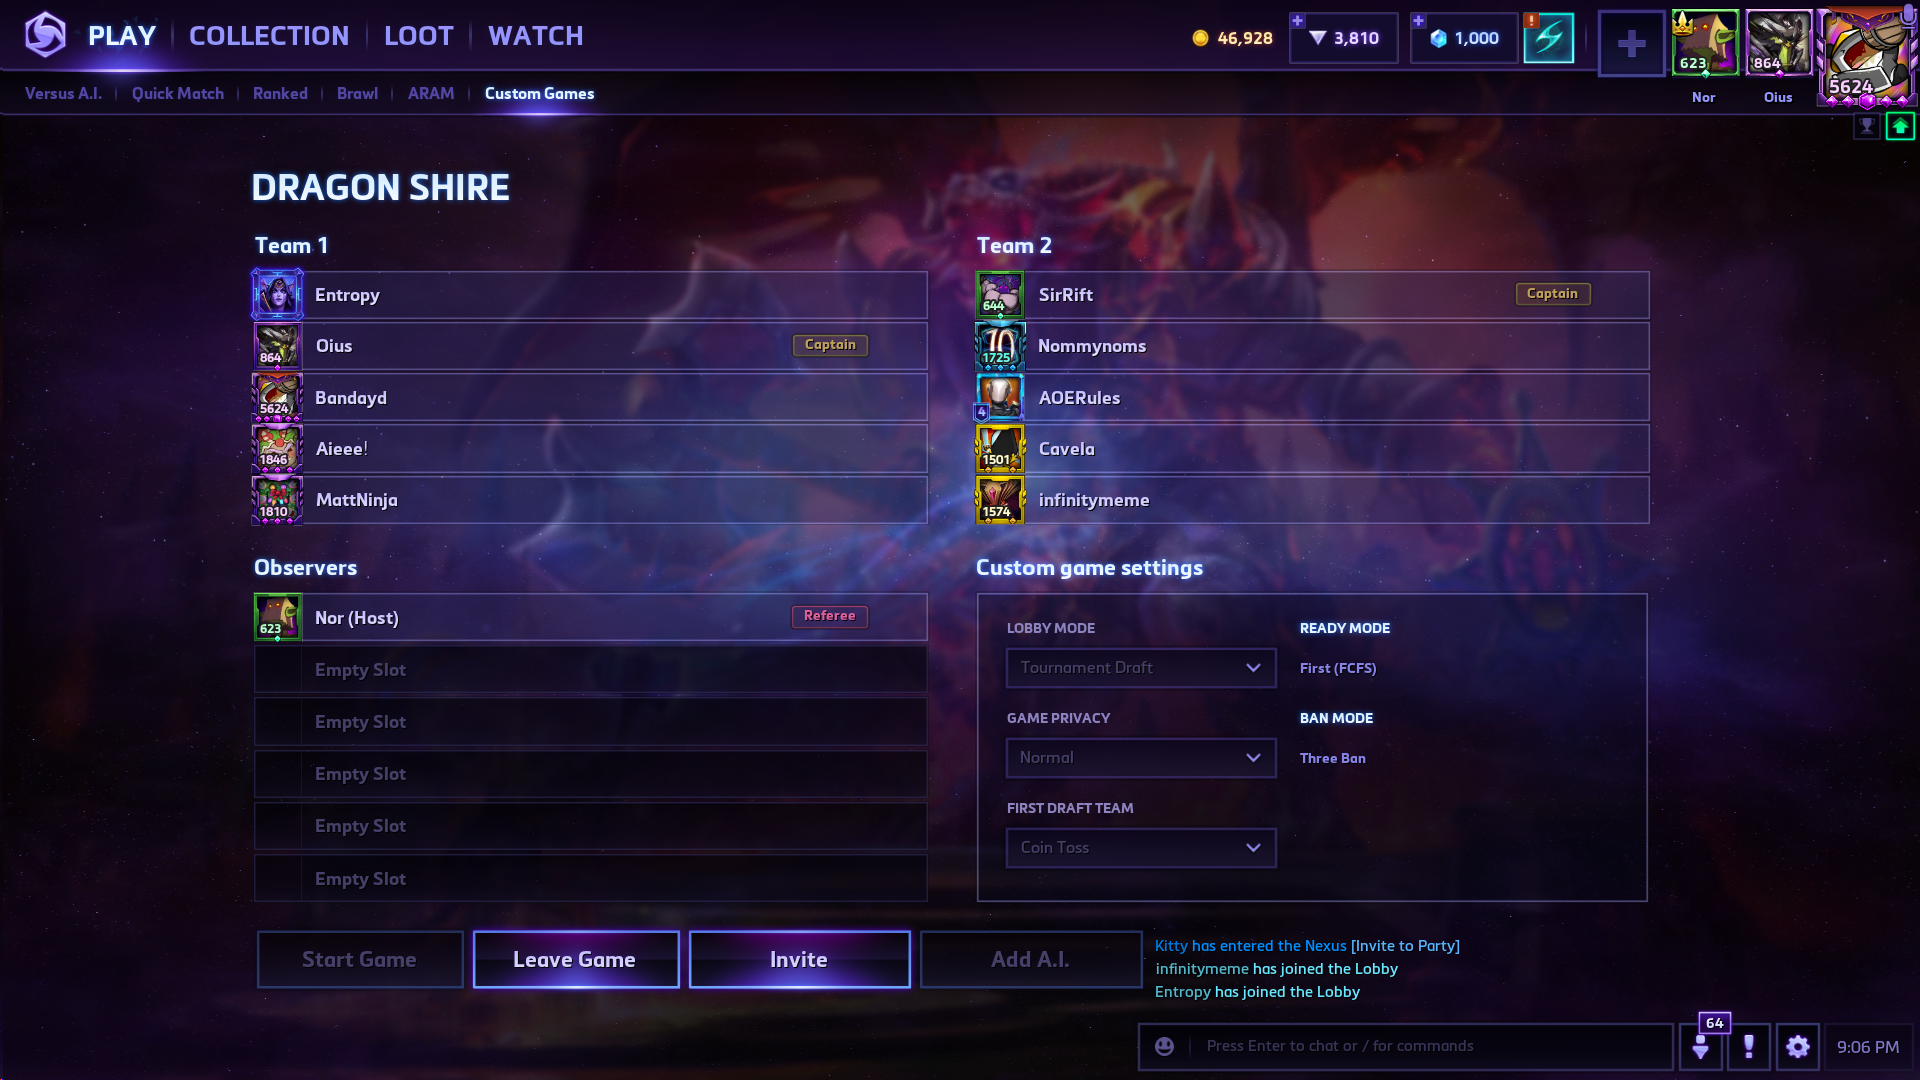 PLAY COLLECTION LOOT WATCH
46,928 3,810 1,000
623 864 5624
Nor Oius
Versus A.I. Quick Match Ranked Brawl ARAM Custom Games
DRAGON SHIRE
Team 1
Entropy
864 Oius Captain
5624 Bandayd
1846 Aieee!
1810 MattNinja
Team 2
644 SirRift Captain
1725 Nommynoms
4 AOERules
1501 Cavela
1574 infinitymeme
Observers
623 Nor (Host) Referee
Empty Slot
Empty Slot
Empty Slot
Empty Slot
Empty Slot
Custom game settings
LOBBY MODE READY MODE
Tournament Draft First (FCFS)
GAME PRIVACY BAN MODE
Normal Three Ban
FIRST DRAFT TEAM
Coin Toss
Start Game Leave Game Invite Add A.I.
Kitty has entered the Nexus [Invite to Party]
infinitymeme has joined the Lobby
Entropy has joined the Lobby
Press Enter to chat or / for commands
64
9:06 PM